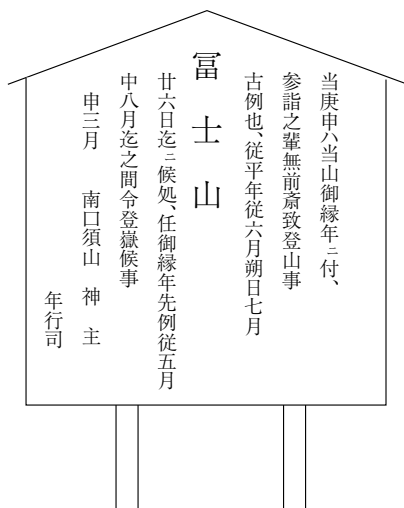 当庚申ハ当山御縁年ニ付、
参詣之輩無前斎致登山事
古例也、従平年従六月朔日七月
冨士山
廿六日迄ニ候処、任御縁年先例従五月
中八月迄之間令登嶽候事
申三月　南口須山　神主
年行司